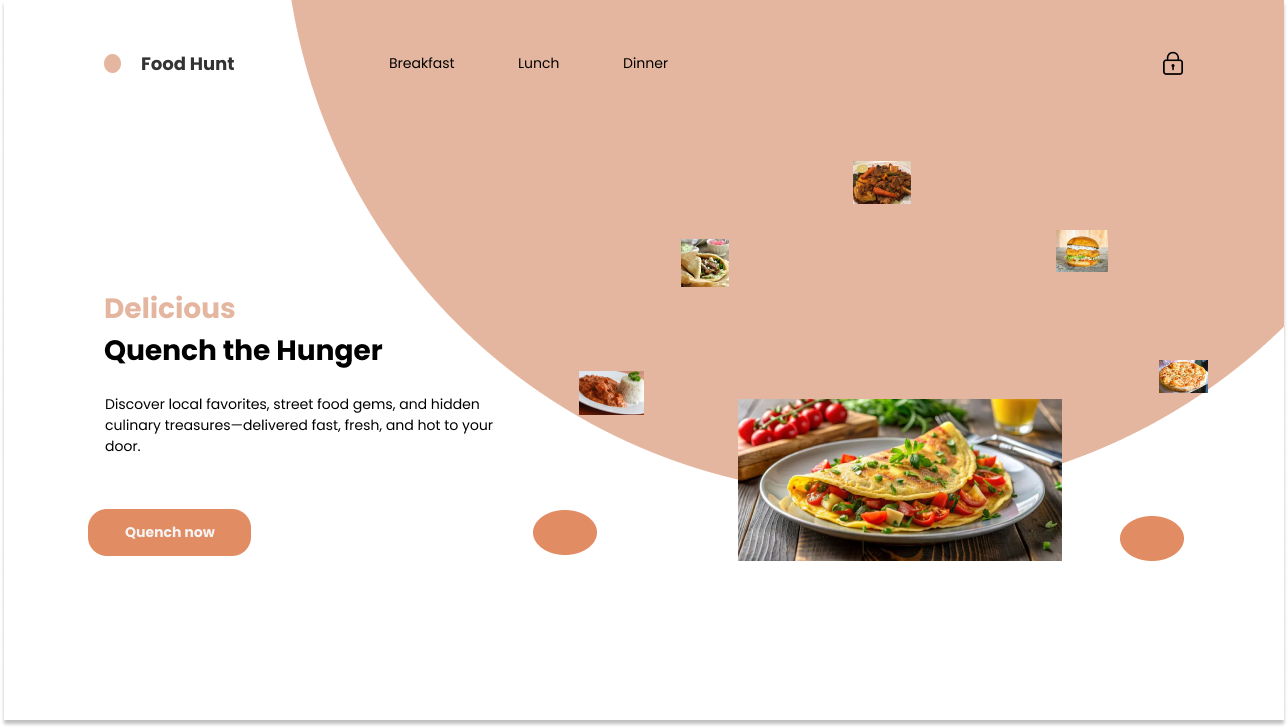 Food Hunt
Breakfast
Lunch
Dinner
Delicious
Quench the Hunger
Discover local favorites, street food gems, and hidden
culinary treasures—delivered fast, fresh, and hot to your
door.
Quench now